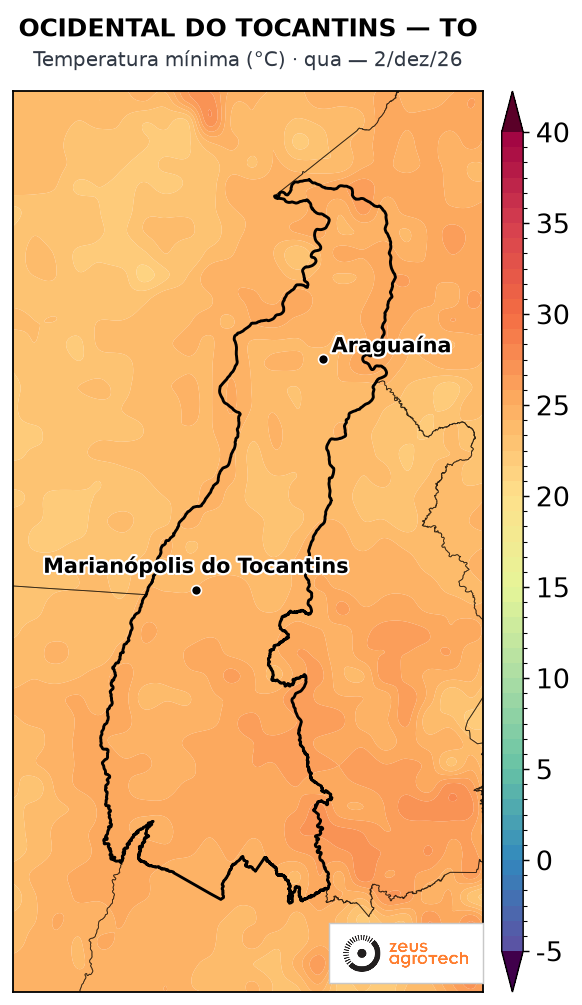 OCIDENTAL DO TOCANTINS — TO
Temperatura mínima (°C) · qua — 2/dez/26
40
35
30
25
20
15
10
5
0
-5
Araguaína
Marianópolis do Tocantins
zeus
agrotech